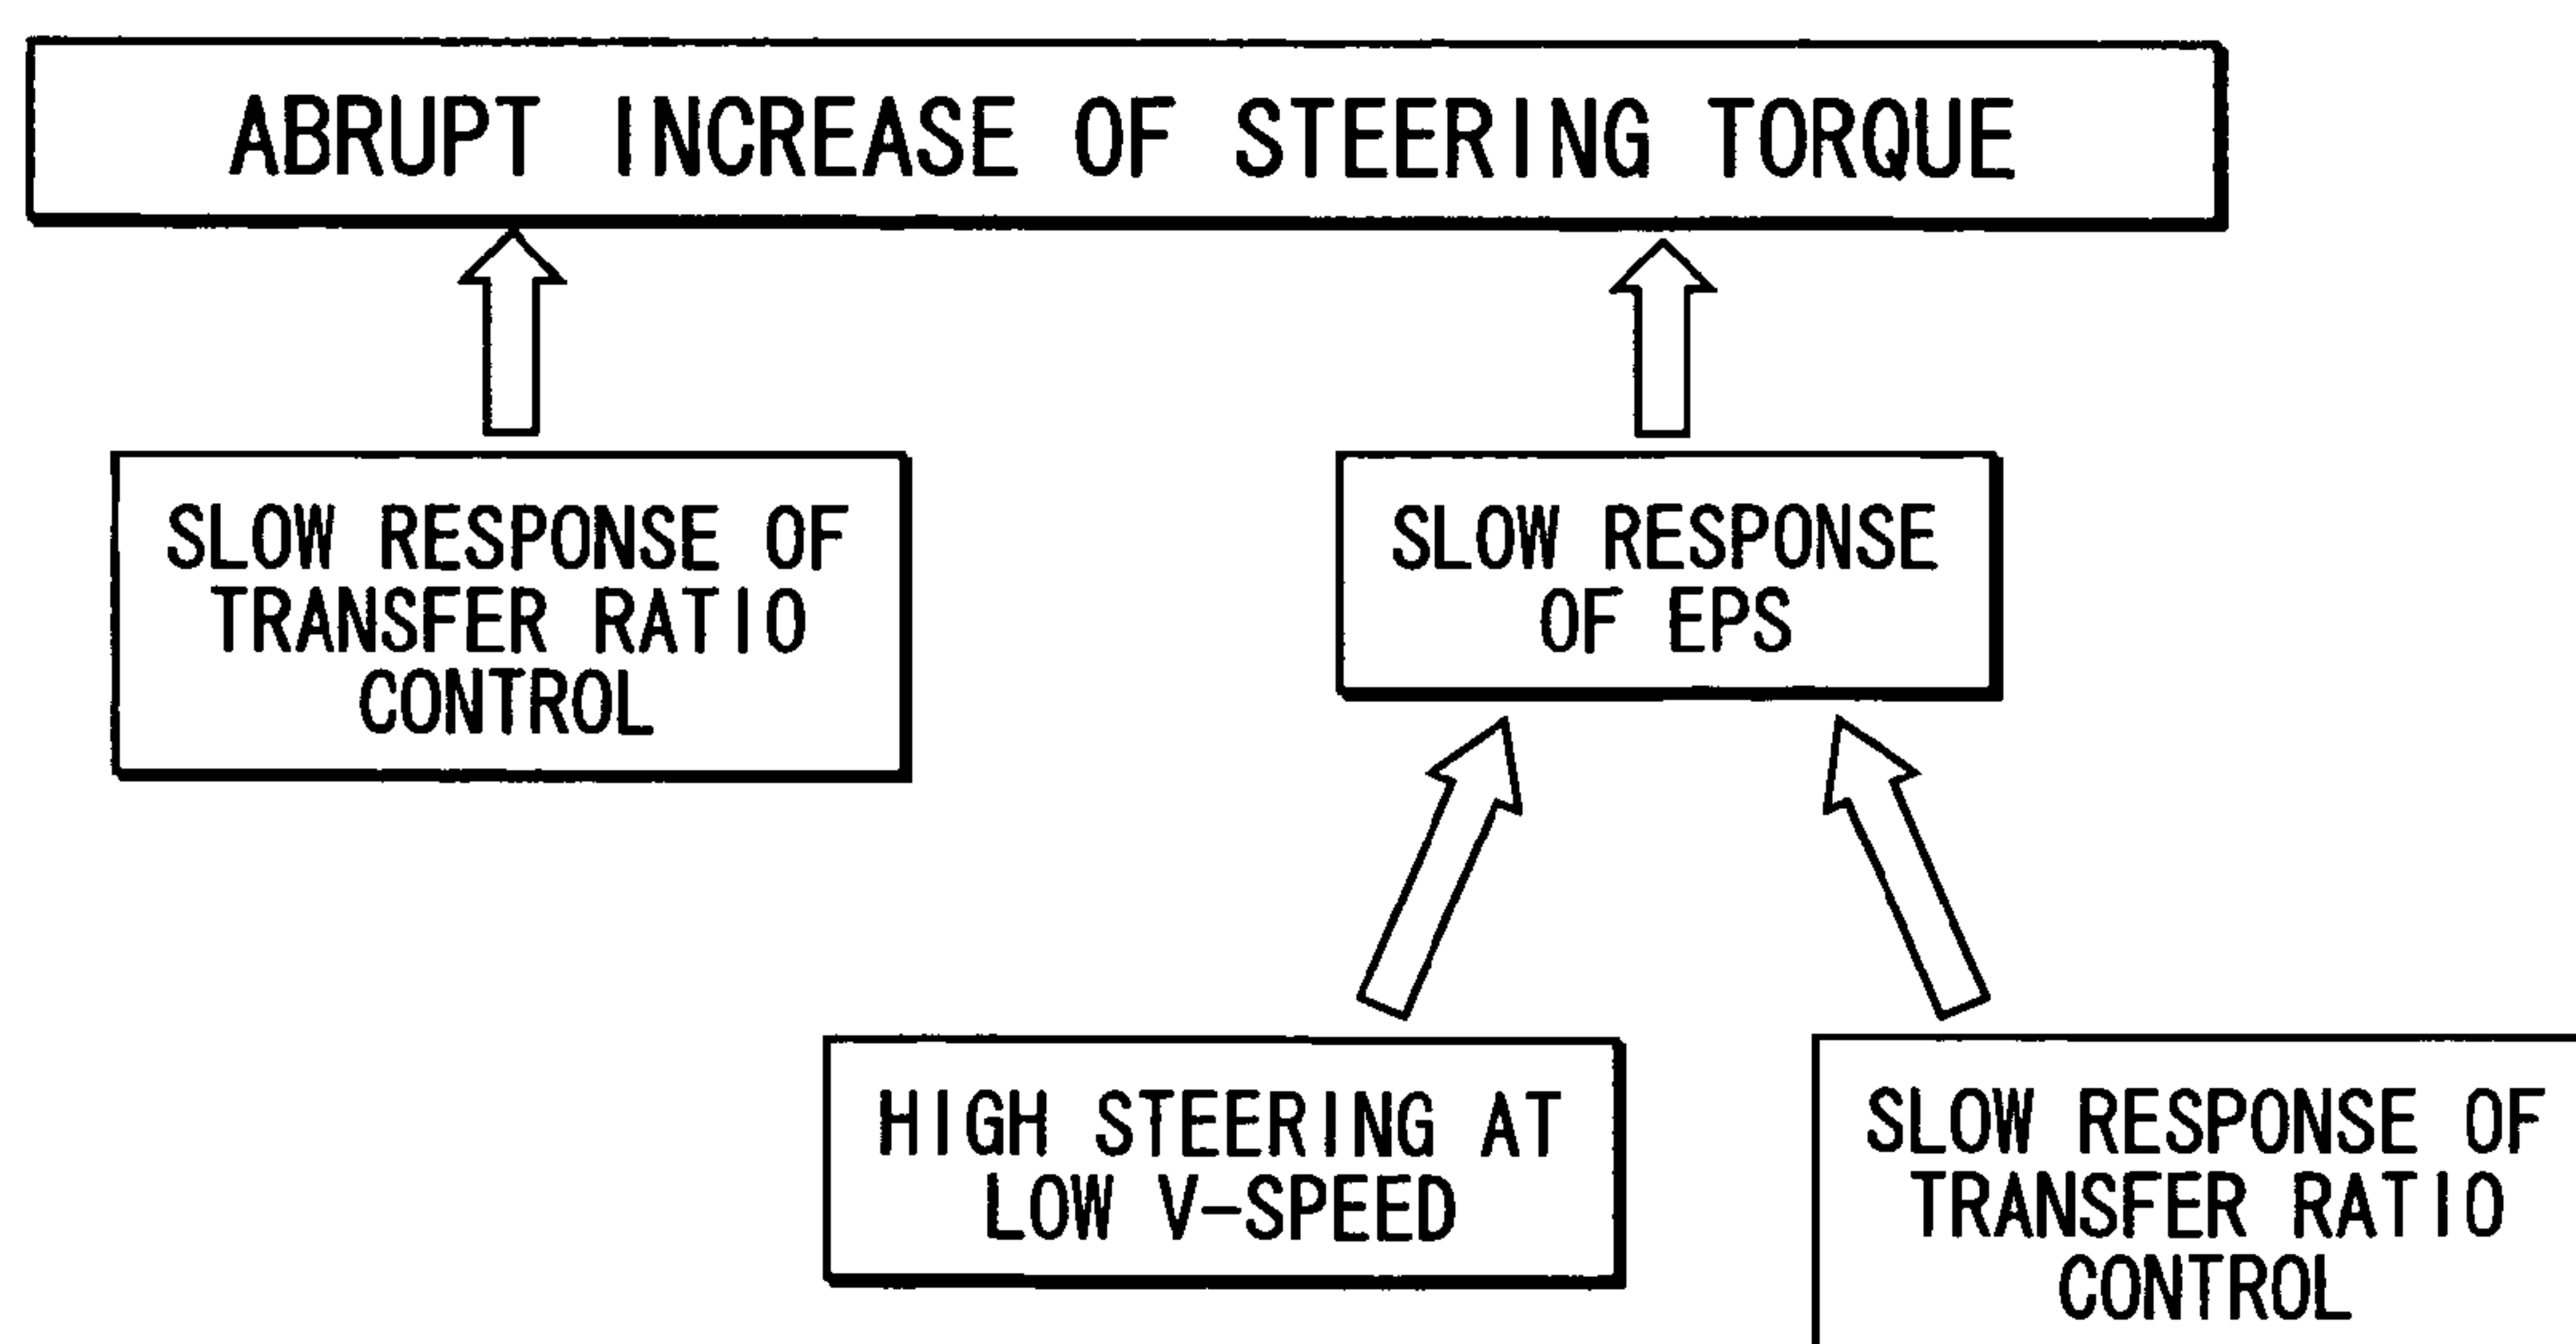 ABRUPT INCREASE OF STEERING TORQUE
SLOW RESPONSE OF
TRANSFER RATIO
CONTROL
SLOW RESPONSE
OF EPS
HIGH STEERING AT
LOW V-SPEED
SLOW RESPONSE OF
TRANSFER RATIO
CONTROL